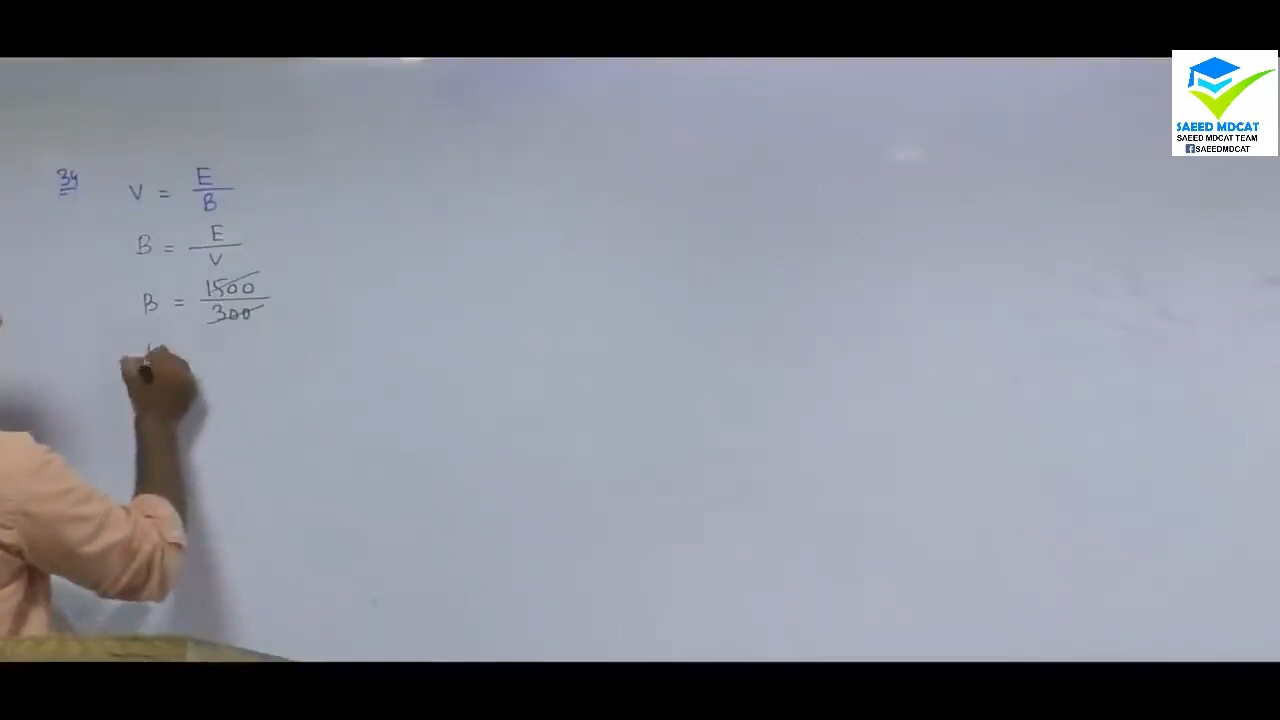 34 V = E / B
B = E / V
B = 1500 / 300
SAEED MDCAT
SAEED MDCAT TEAM
SAEEDMDCAT